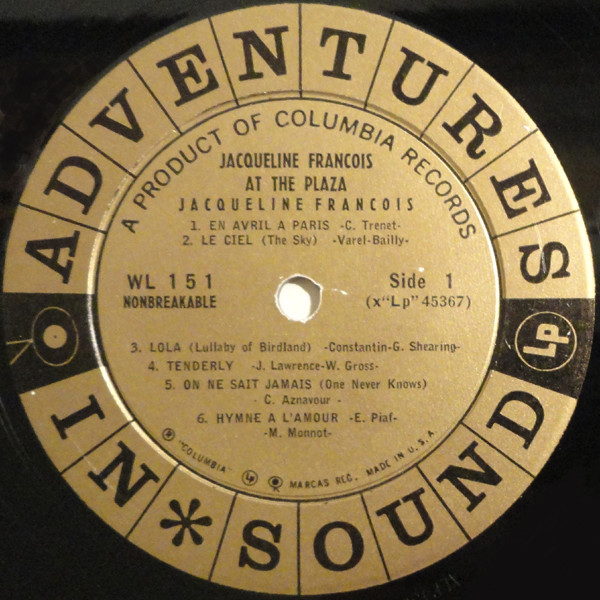 ADVENTURES
A PRODUCT OF COLUMBIA RECORDS
JACQUELINE FRANCOIS
AT THE PLAZA
JACQUELINE FRANCOIS
1. EN AVRIL A PARIS -C. Trenet-
2. LE CIEL (The Sky) -Varel-Bailly-
WL 151
NONBREAKABLE
Side 1
(x"Lp" 45367)
Lp
3. LOLA (Lullaby of Birdland) -Constantin-G. Shearing-
4. TENDERLY -J. Lawrence-W. Gross-
5. ON NE SAIT JAMAIS (One Never Knows)
- C. Aznavour -
6. HYMNE A L'AMOUR -E. Piaf-
-M. Monnot-
"COLUMBIA" Lp MARCAS REG. MADE IN U.S.A.
IN * SOUND